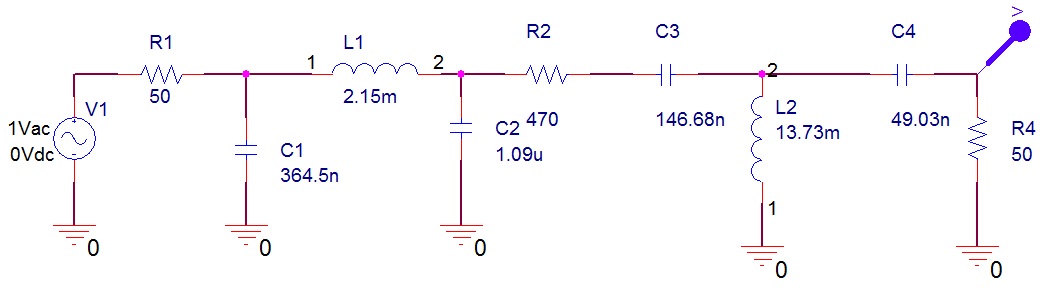 V
R1
50
L1
1
2
2.15m
R2
470
C3
146.68n
2
C4
49.03n
V1
1Vac
0Vdc
+
-
C1
364.5n
C2
1.09u
L2
13.73m
1
R4
50
0
0
0
0
0